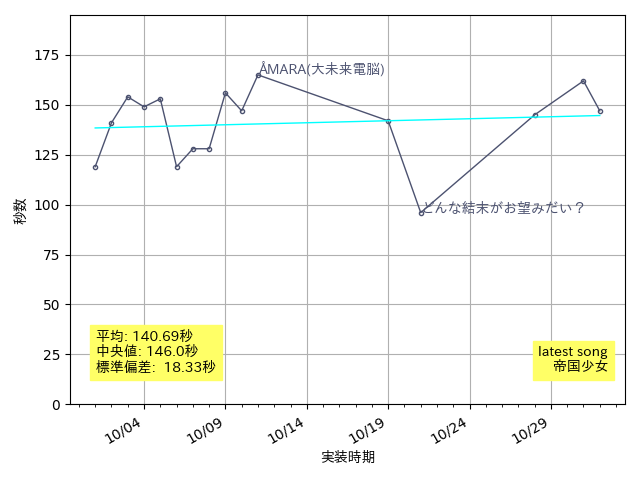 175
150
125
100
75
50
25
0
秒数
ÅMARA(大未来電脳)
どんな結末がお望みだい？
平均: 140.69秒
中央値: 146.0秒
標準偏差: 18.33秒
latest song
帝国少女
10/04
10/09
10/14
10/19
10/24
10/29
実装時期